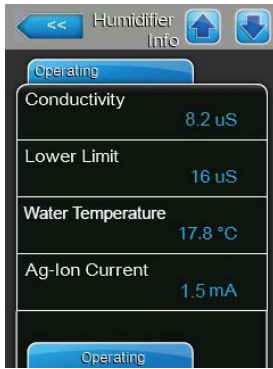 << Humidifier
Info
Operating
Conductivity
8.2 uS
Lower Limit
16 uS
Water Temperature
17.8 °C
Ag-Ion Current
1.5 mA
Operating